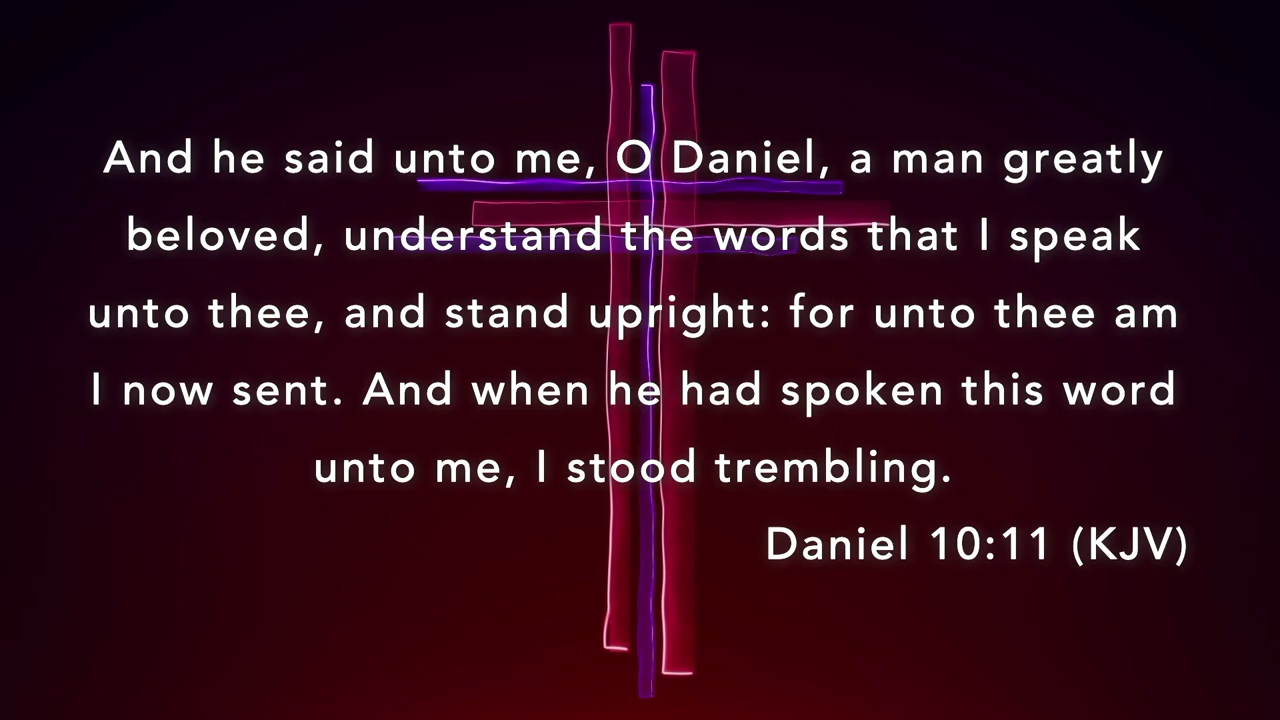 And he said unto me, O Daniel, a man greatly
beloved, understand the words that I speak
unto thee, and stand upright: for unto thee am
I now sent. And when he had spoken this word
unto me, I stood trembling.
Daniel 10:11 (KJV)